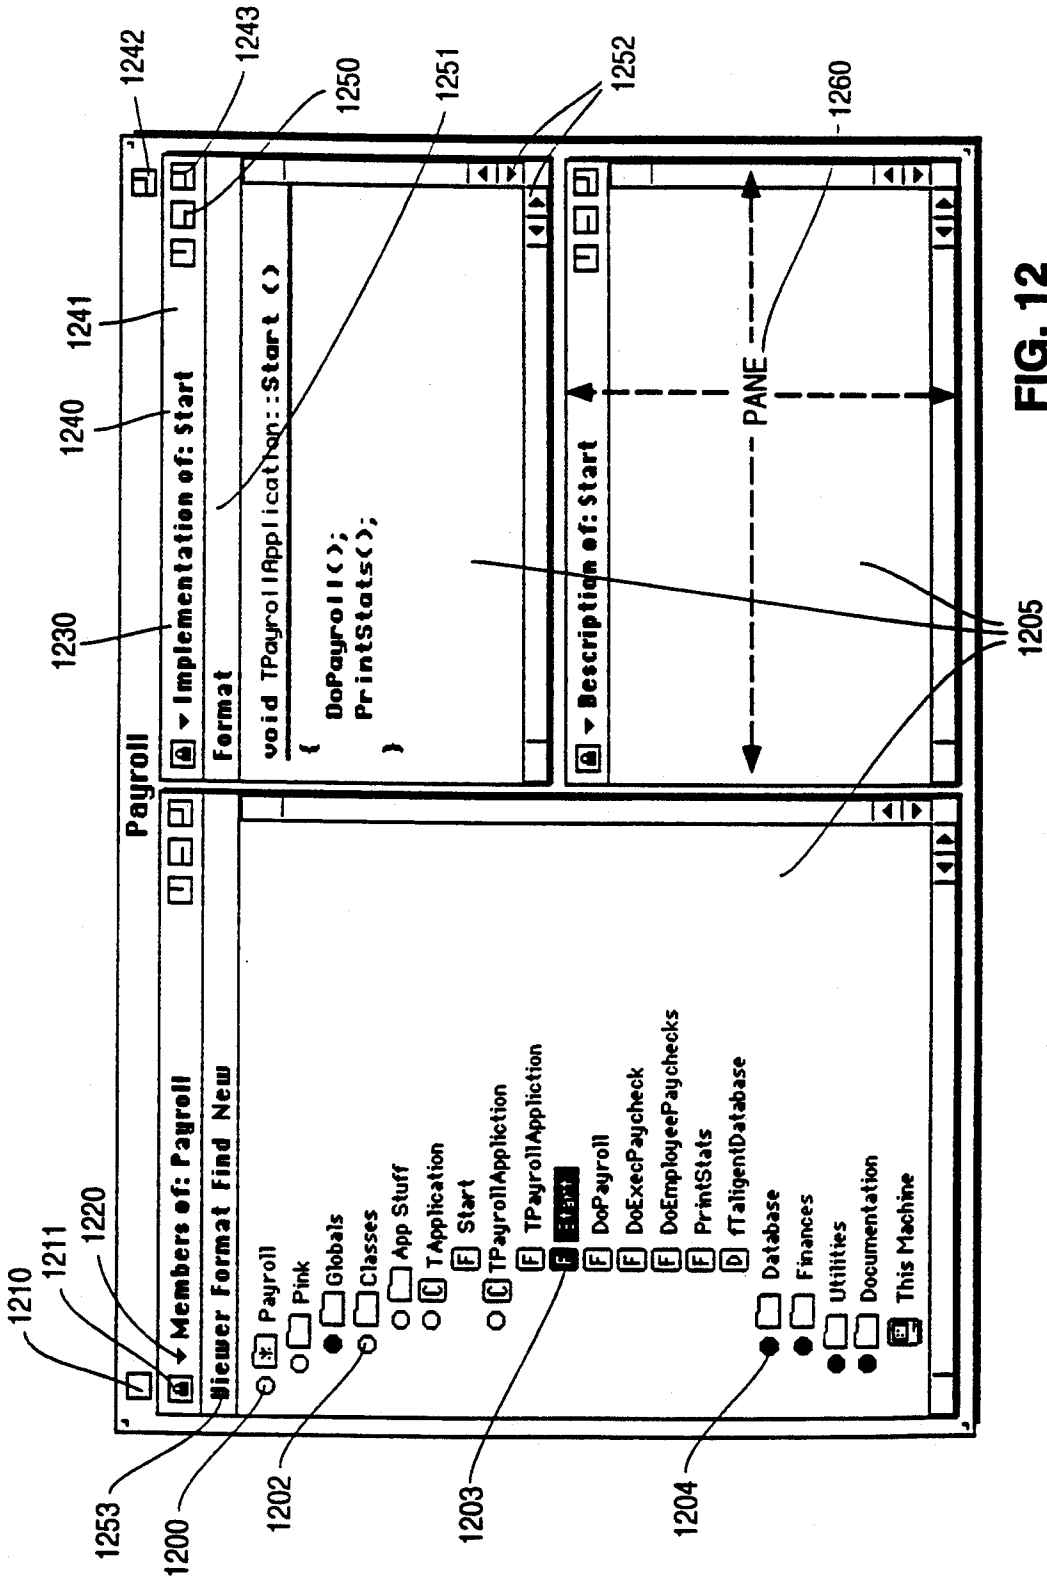 Payroll
Members of: Payroll
Viewer Format Find New
Payroll
Pink
Globals
Classes
App Stuff
C TApplication
F Start
C TPayrollAppliction
F TPayrollAppliction
F
F DoPayroll
F DoExecPaycheck
F DoEmployeePaychecks
F PrintStats
D fTaligentDatabase
Database
Finances
Utilities
Documentation
This Machine
Implementation of: Start
Format
void TPayrollApplication::Start ()
{
DoPayroll();
PrintStats();
}
Description of: Start
PANE
1210
1211
1220
1253
1200
1202
1203
1204
1230
1240
1241
1242
1243
1250
1251
1252
1260
1205
FIG. 12